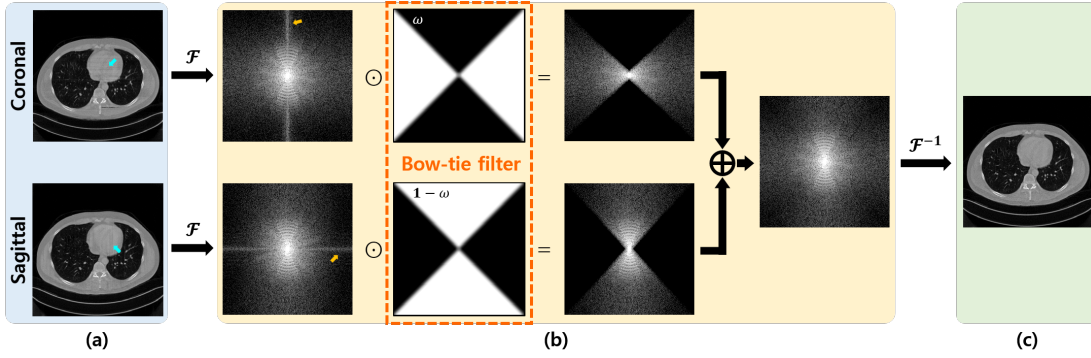 Coronal
ℱ
⊙
ω
=
Bow-tie filter
⊕
ℱ⁻¹
Sagittal
ℱ
⊙
1 − ω
=
(a)
(b)
(c)